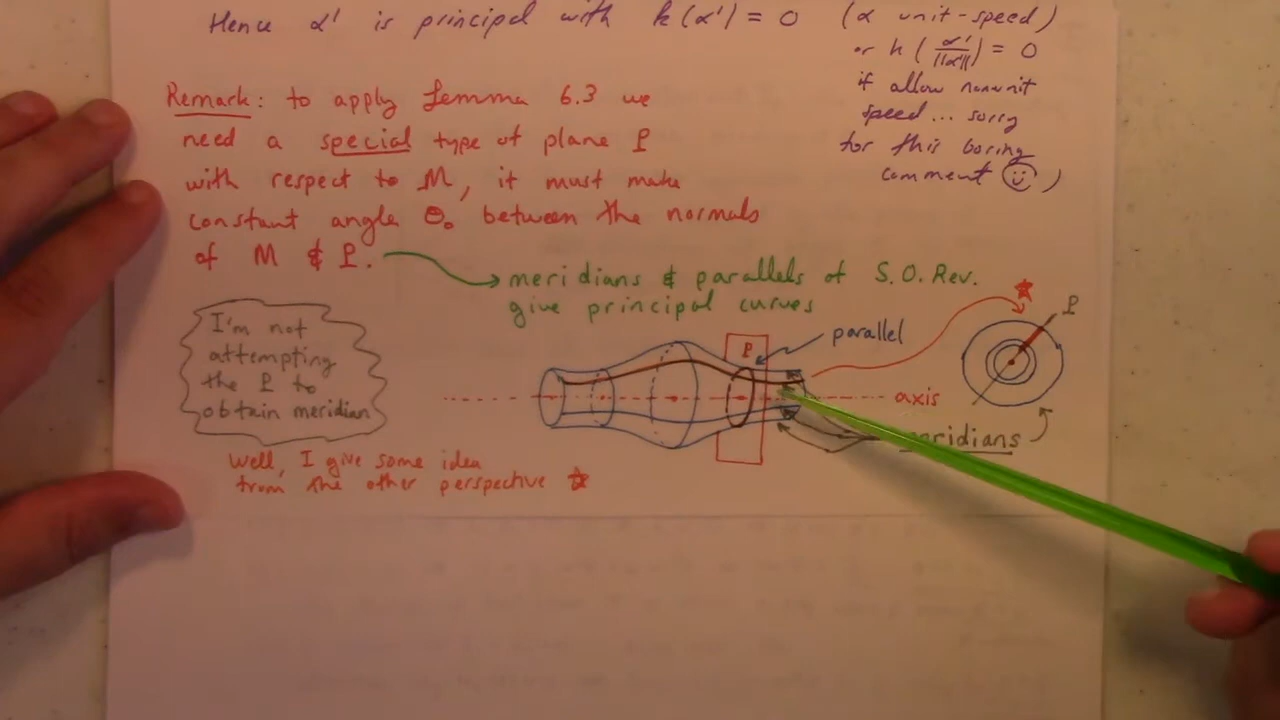 Hence α' is principal with k(α') = 0 (α unit-speed)
or k(α'/||α'||) = 0
if allow nonunit
speed... sorry
for this boring
comment ☺)
Remark: to apply Lemma 6.3 we
need a special type of plane P
with respect to M, it must make
constant angle θ₀ between the normals
of M & P.
meridians & parallels of S.O.Rev.
give principal curves
I'm not
attempting
the P to
obtain meridian
parallel
P
P
axis
meridians
Well, I give some idea
from the other perspective ☆